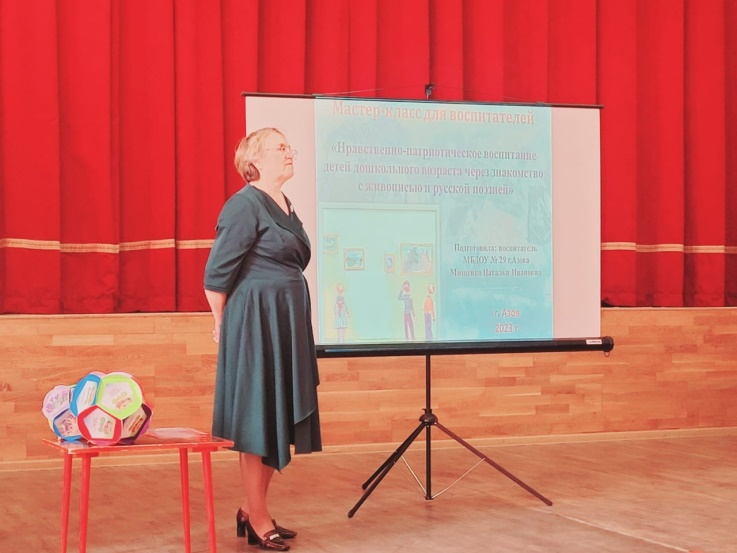 Мастер-класс для воспитателей
«Нравственно-патриотическое воспитание
детей дошкольного возраста через знакомство
с живописью и русской поэзией»
Подготовила: воспитатель
МБДОУ № 29 г.Азова
Наталья Ивановна
г. Азов
2023 г.